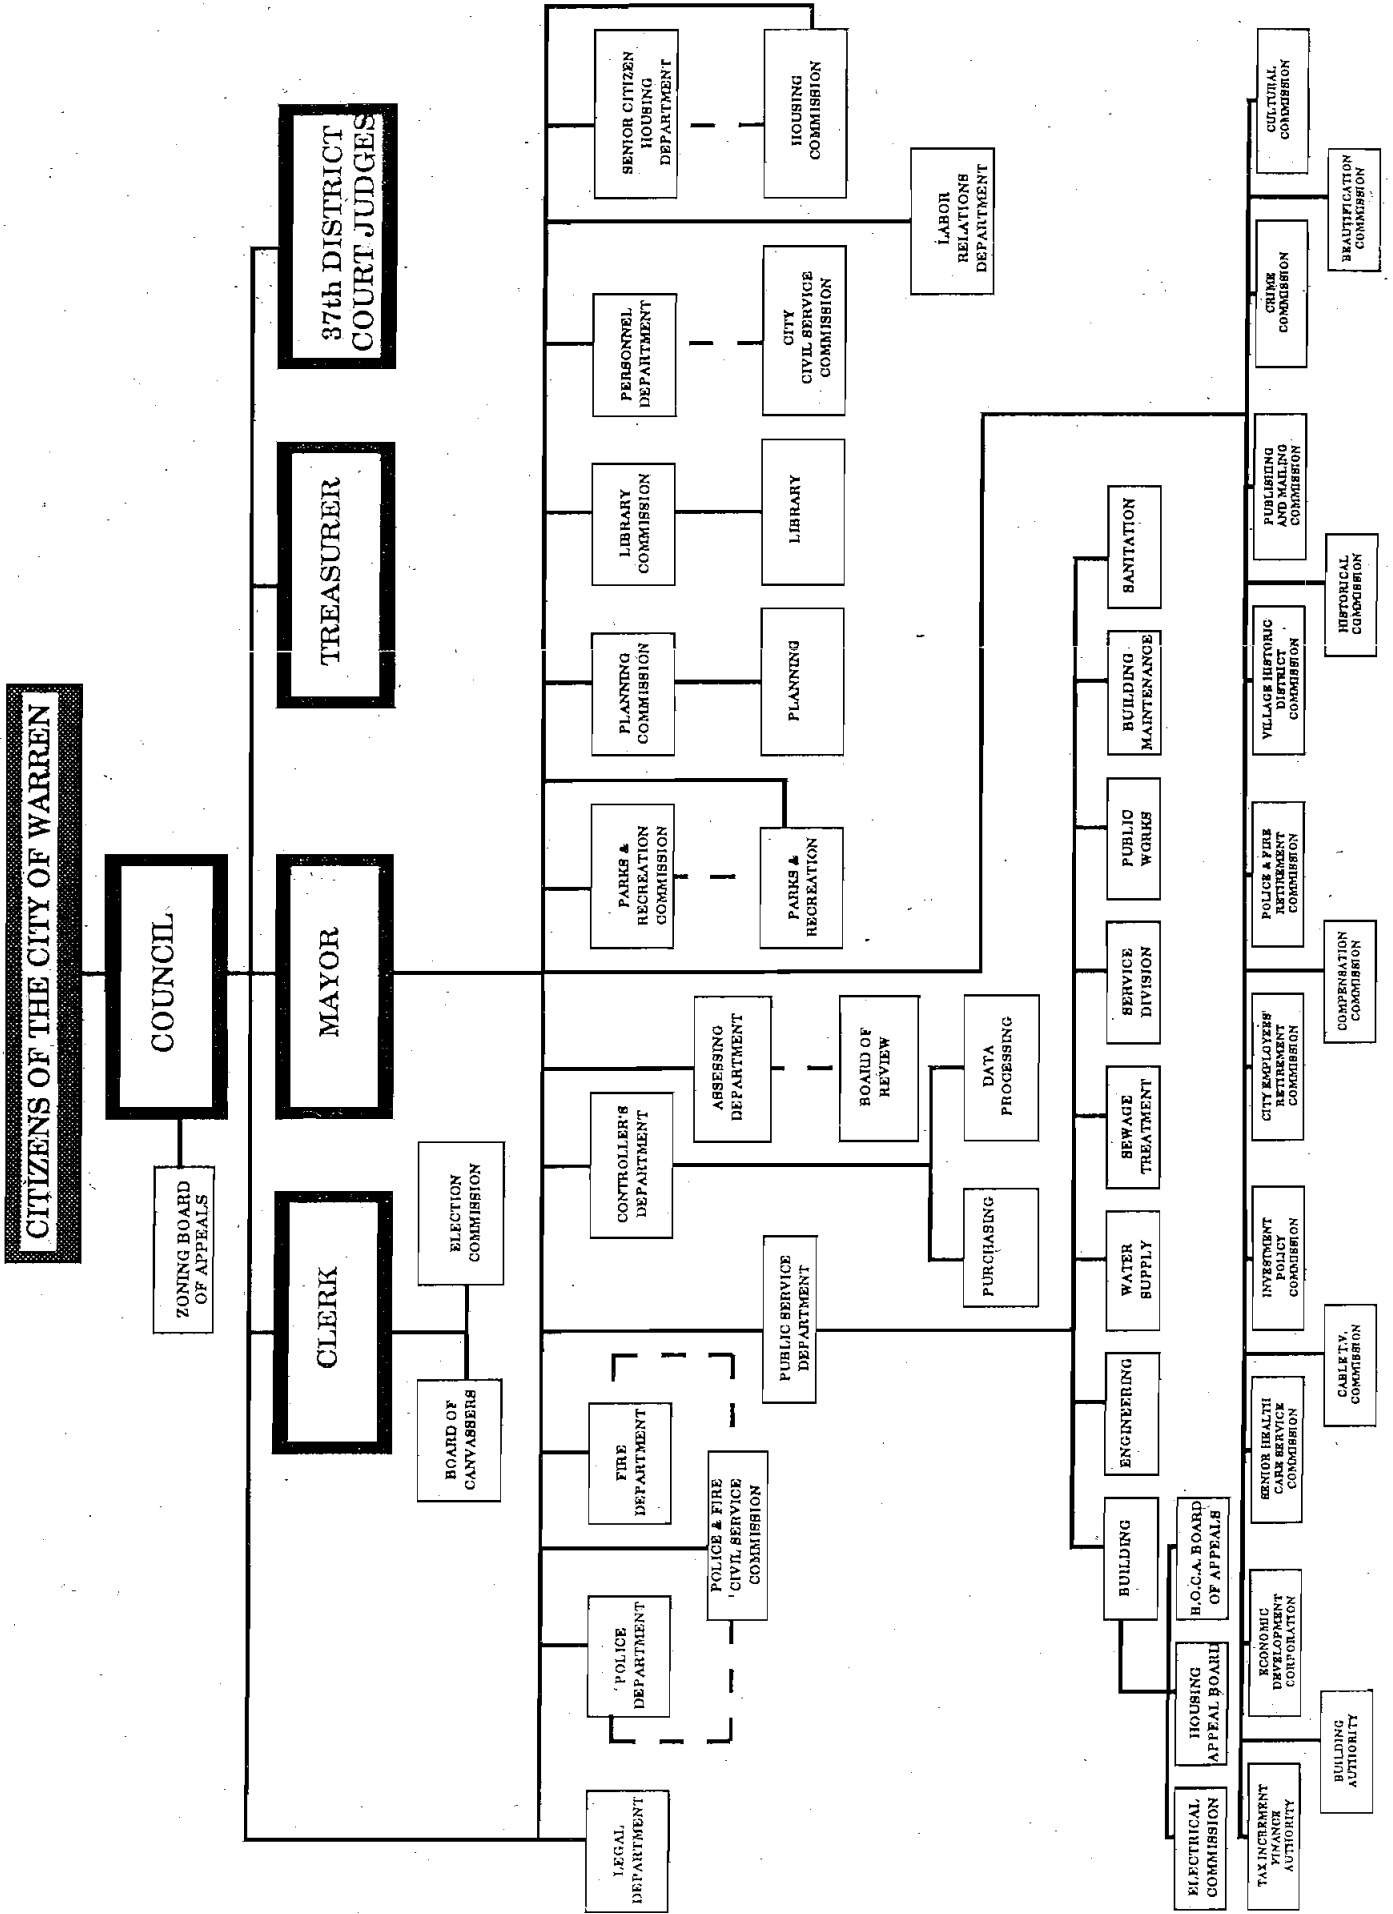 CITIZENS OF THE CITY OF WARREN
COUNCIL
ZONING BOARD
OF APPEALS
CLERK
MAYOR
TREASURER
37th DISTRICT
COURT JUDGES
BOARD OF
CANVASSERS
ELECTION
COMMISSION
LEGAL
DEPARTMENT
POLICE
DEPARTMENT
FIRE
DEPARTMENT
POLICE & FIRE
CIVIL SERVICE
COMMISSION
PUBLIC SERVICE
DEPARTMENT
CONTROLLER'S
DEPARTMENT
ASSESSING
DEPARTMENT
BOARD OF
REVIEW
PURCHASING
DATA
PROCESSING
PARKS &
RECREATION
COMMISSION
PARKS &
RECREATION
PLANNING
COMMISSION
PLANNING
LIBRARY
COMMISSION
LIBRARY
PERSONNEL
DEPARTMENT
CITY
CIVIL SERVICE
COMMISSION
SENIOR CITIZEN
HOUSING
DEPARTMENT
HOUSING
COMMISSION
LABOR
RELATIONS
DEPARTMENT
BUILDING
ENGINEERING
WATER
SUPPLY
SEWAGE
TREATMENT
SERVICE
DIVISION
PUBLIC
WORKS
BUILDING
MAINTENANCE
SANITATION
ELECTRICAL
COMMISSION
HOUSING
APPEAL BOARD
B.O.C.A. BOARD
OF APPEALS
TAX INCREMENT
FINANCE
AUTHORITY
BUILDING
AUTHORITY
ECONOMIC
DEVELOPMENT
CORPORATION
SENIOR HEALTH
CARE SERVICE
COMMISSION
CABLE T.V.
COMMISSION
INVESTMENT
POLICY
COMMISSION
CITY EMPLOYEES'
RETIREMENT
COMMISSION
COMPENSATION
COMMISSION
POLICE & FIRE
RETIREMENT
COMMISSION
VILLAGE HISTORIC
DISTRICT
COMMISSION
HISTORICAL
COMMISSION
PUBLISHING
AND MAILING
COMMISSION
CRIME
COMMISSION
BEAUTIFICATION
COMMISSION
CULTURAL
COMMISSION